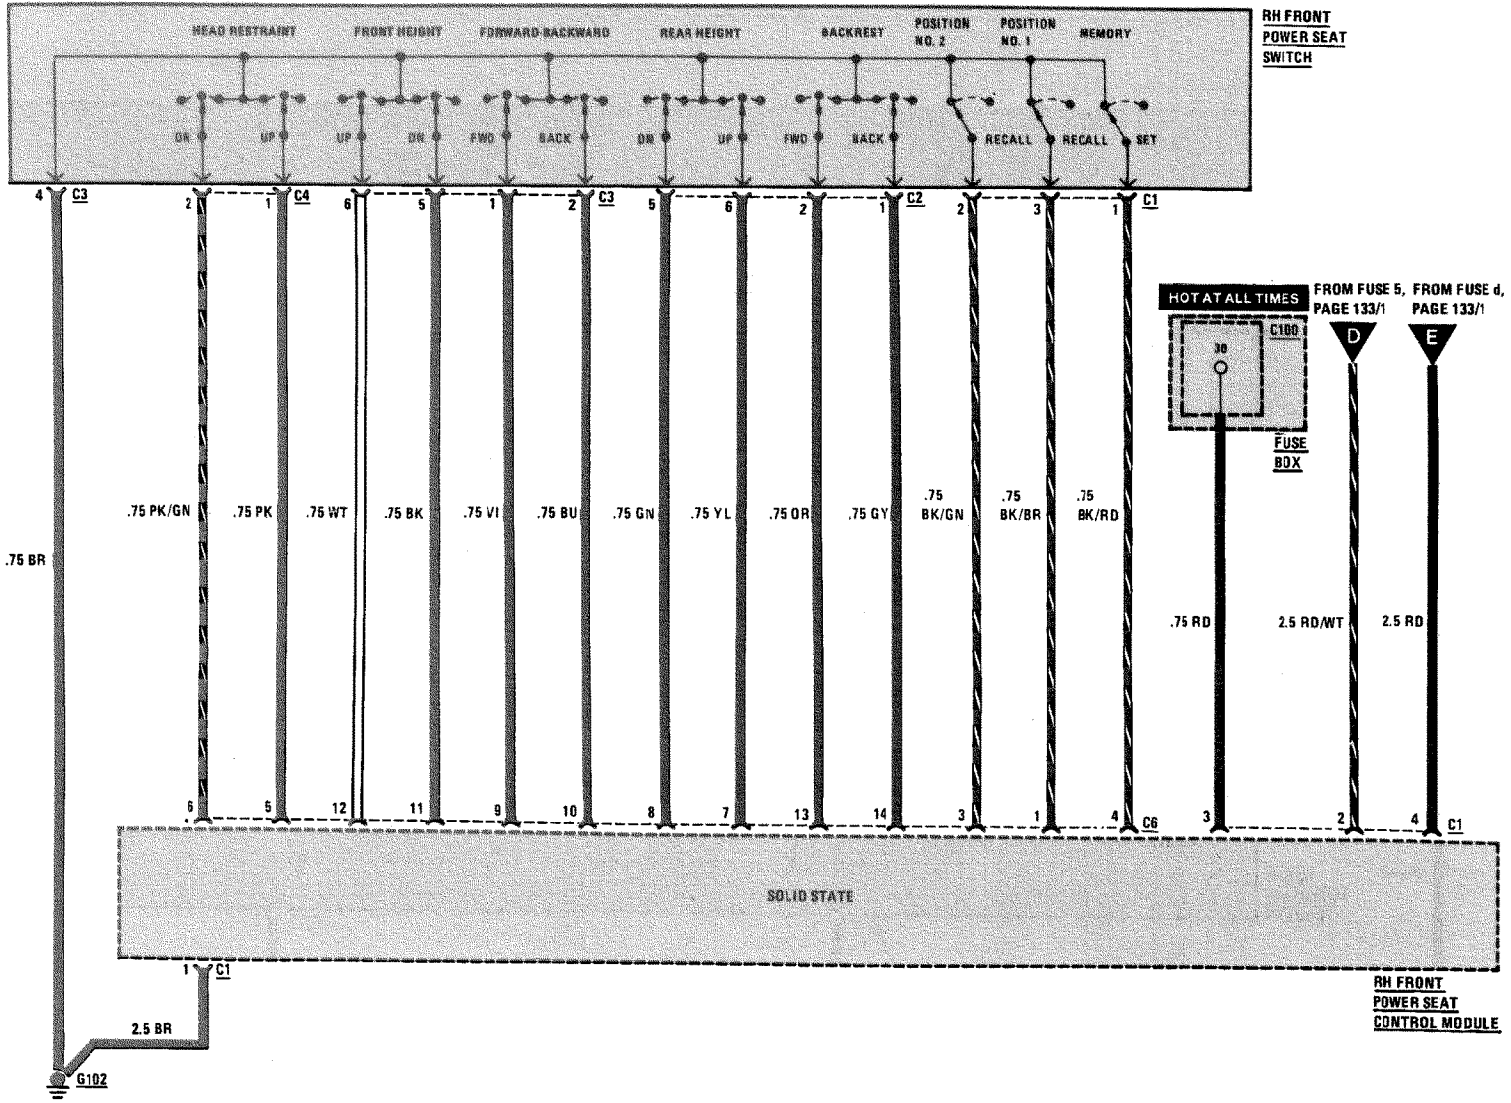 HEAD RESTRAINT
FRONT HEIGHT
FORWARD-BACKWARD
REAR HEIGHT
BACKREST
POSITION
NO. 2
POSITION
NO. 1
MEMORY
RH FRONT
POWER SEAT
SWITCH
DN
UP
UP
DN
FWD
BACK
DN
UP
FWD
BACK
RECALL
RECALL
SET
4
C3
2
1
C4
6
5
1
2
C3
5
6
2
1
C2
2
3
1
C1
HOT AT ALL TIMES
FROM FUSE 5,
PAGE 133/1
FROM FUSE d,
PAGE 133/1
C100
30
D
E
FUSE
BOX
.75 BR
.75 PK/GN
.75 PK
.75 WT
.75 BK
.75 VI
.75 BU
.75 GN
.75 YL
.75 OR
.75 GY
.75
BK/GN
.75
BK/BR
.75
BK/RD
.75 RD
2.5 RD/WT
2.5 RD
6
5
12
11
9
10
8
7
13
14
3
1
4
C6
3
2
4
C1
SOLID STATE
1
C1
RH FRONT
POWER SEAT
CONTROL MODULE
2.5 BR
G102